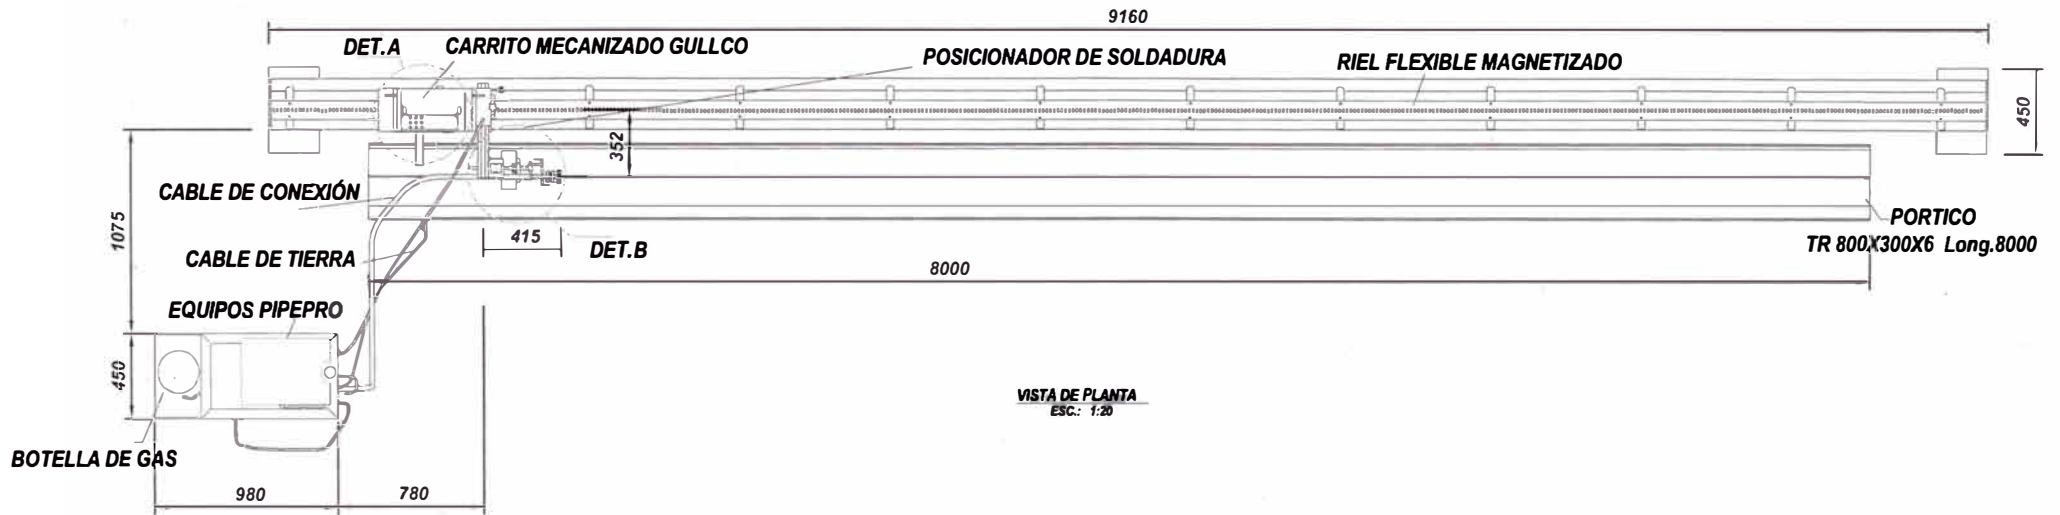 9160
DET.A
CARRITO MECANIZADO GULLCO
POSICIONADOR DE SOLDADURA
RIEL FLEXIBLE MAGNETIZADO
450
352
CABLE DE CONEXIÓN
1075
415
DET.B
PORTICO
TR 800X300X6 Long.8000
CABLE DE TIERRA
8000
EQUIPOS PIPEPRO
450
VISTA DE PLANTA
ESC.: 1:20
BOTELLA DE GAS
980
780